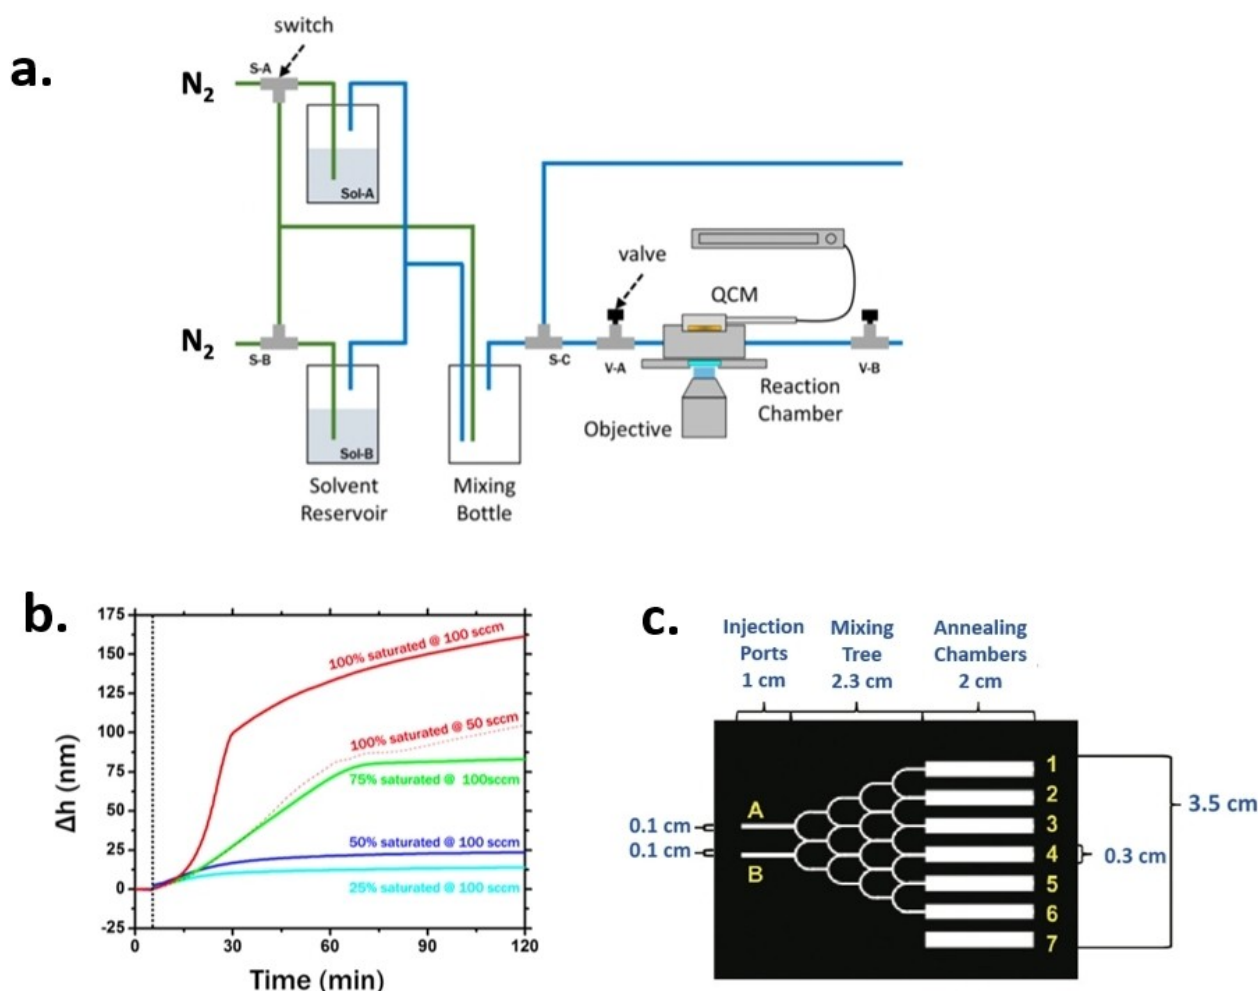 a.
switch
S-A
N2
Sol-A
valve
QCM
N2
S-B
S-C
V-A
V-B
Reaction
Chamber
Objective
Sol-B
Solvent
Reservoir
Mixing
Bottle
b.
175
150
125
100
75
50
25
0
-25
Δh (nm)
100% saturated @ 100 sccm
100% saturated @ 50 sccm
75% saturated @ 100sccm
50% saturated @ 100 sccm
25% saturated @ 100 sccm
0 30 60 90 120
Time (min)
c.
Injection
Ports
1 cm
Mixing
Tree
2.3 cm
Annealing
Chambers
2 cm
A
B
0.1 cm
0.1 cm
1
2
3
4
5
6
7
3.5 cm
0.3 cm